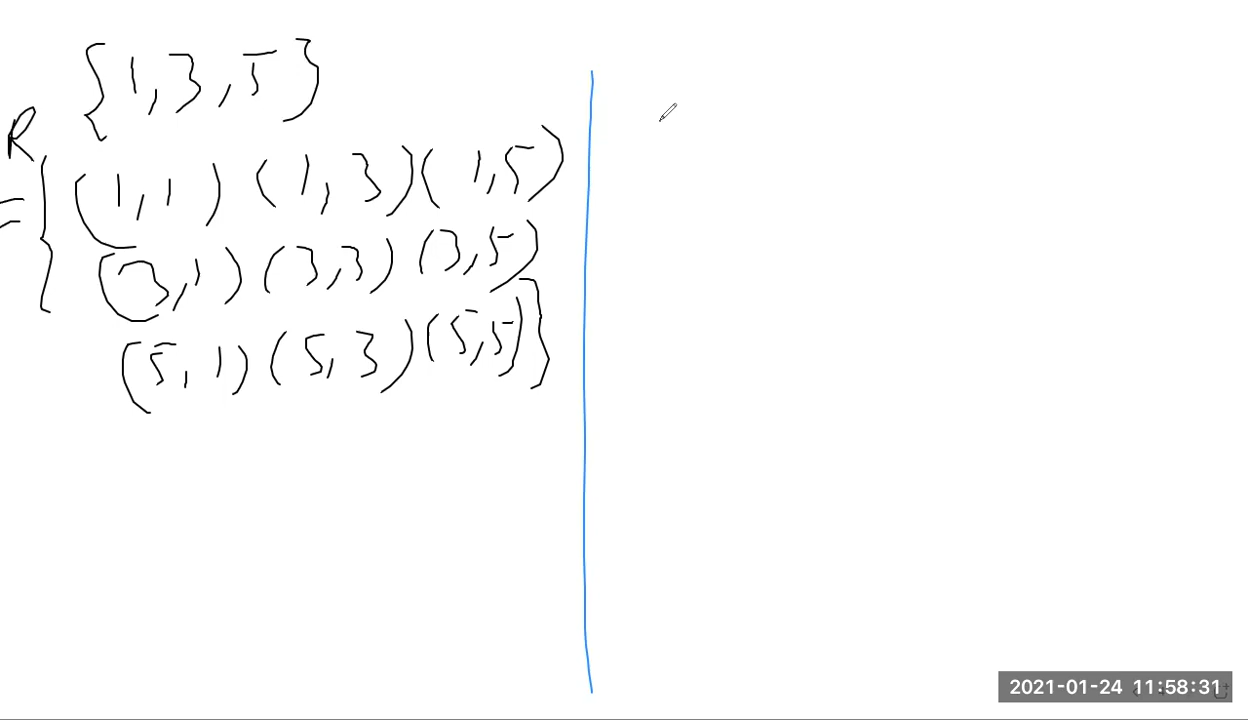 {1,3,5}
R
= { (1,1) (1,3) (1,5)
(3,1) (3,3) (3,5)
(5,1) (5,3) (5,5) }
2021-01-24 11:58:31